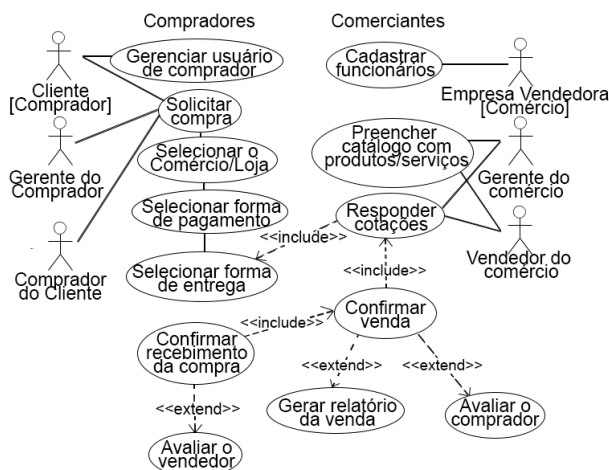 Compradores
Comerciantes
Gerenciar usuário
de comprador
Cadastrar
funcionários
Cliente
[Comprador]
Empresa Vendedora
[Comércio]
Solicitar
compra
Selecionar o
Comércio/Loja
Preencher
catálogo com
produtos/serviços
Gerente do
Comprador
Gerente do
comércio
Selecionar forma
de pagamento
Responder
cotações
<<include>>
Vendedor do
comércio
Comprador
do Cliente
Selecionar forma
de entrega
<<include>>
Confirmar
venda
<<include>>
Confirmar
recebimento
da compra
<<extend>>
<<extend>>
<<extend>>
Gerar relatório
da venda
Avaliar o
comprador
Avaliar o
vendedor